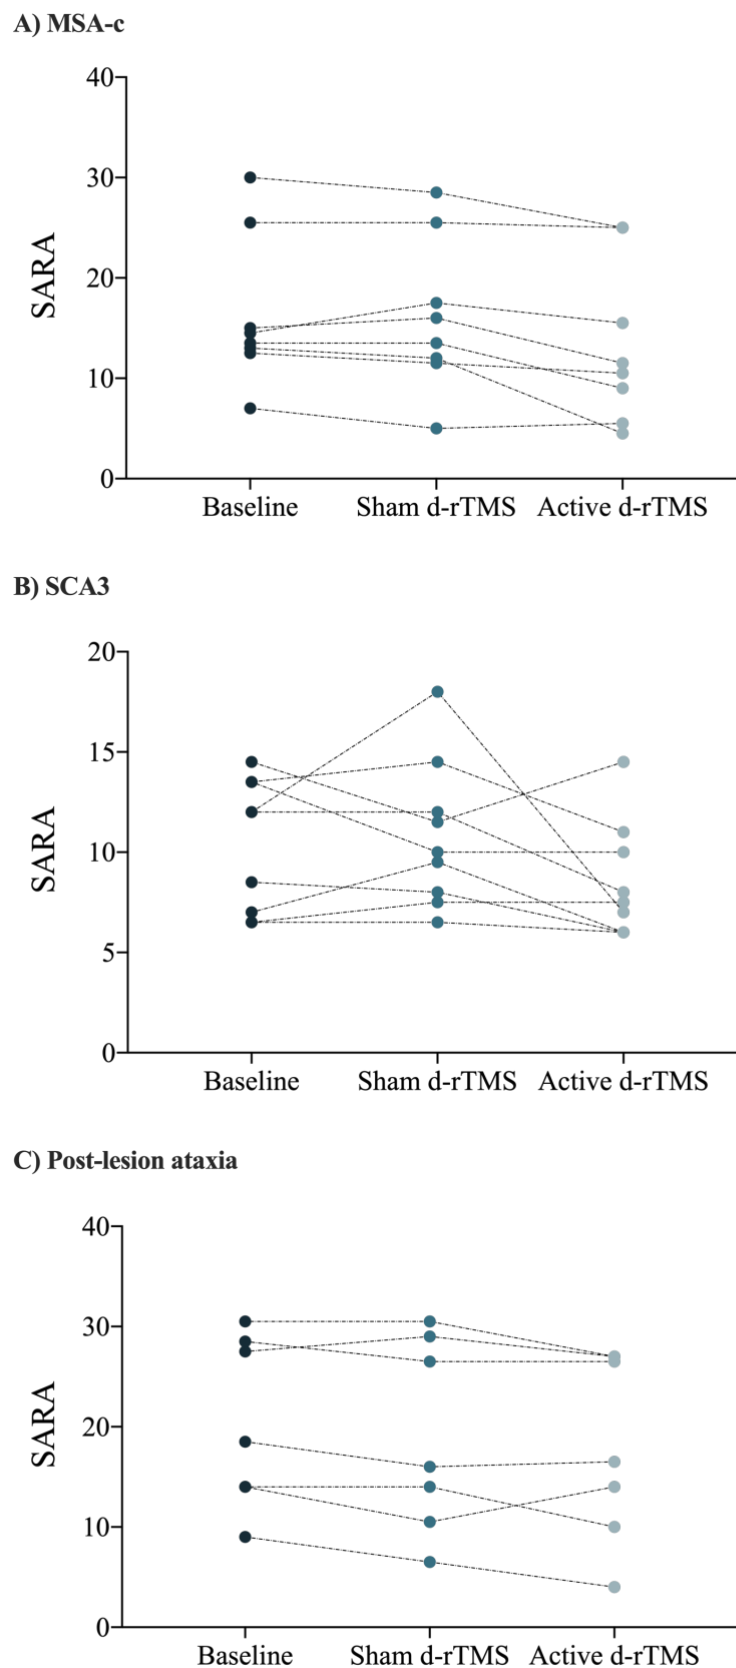 A) MSA-c
40
30
20
10
0
SARA
Baseline Sham d-rTMS Active d-rTMS
B) SCA3
20
15
10
5
0
SARA
Baseline Sham d-rTMS Active d-rTMS
C) Post-lesion ataxia
40
30
20
10
0
SARA
Baseline Sham d-rTMS Active d-rTMS